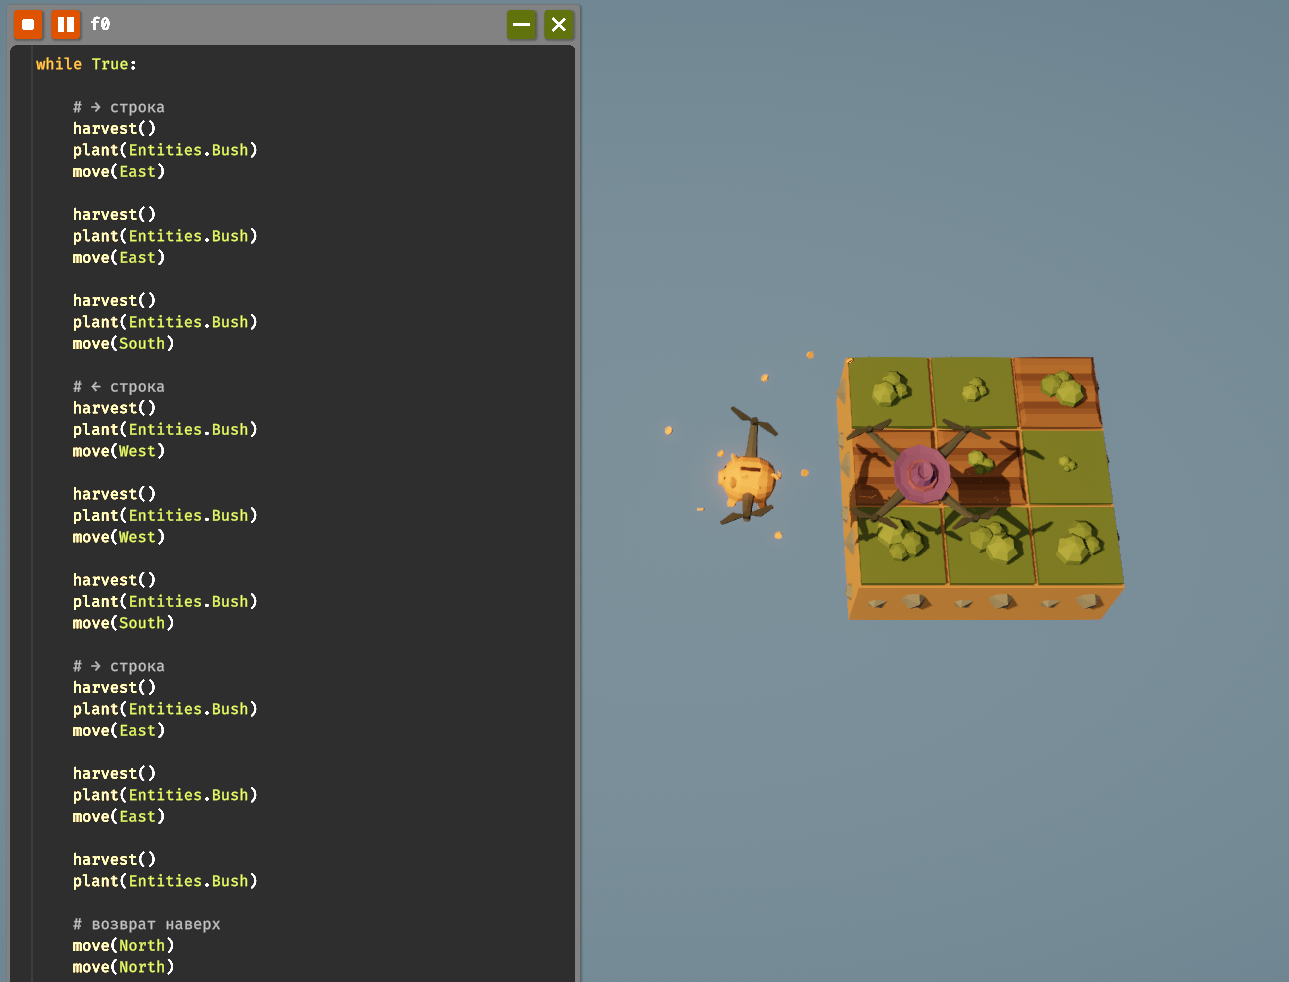 f0
while True:
# → строка
harvest()
plant(Entities.Bush)
move(East)
harvest()
plant(Entities.Bush)
move(East)
harvest()
plant(Entities.Bush)
move(South)
# ← строка
harvest()
plant(Entities.Bush)
move(West)
harvest()
plant(Entities.Bush)
move(West)
harvest()
plant(Entities.Bush)
move(South)
# → строка
harvest()
plant(Entities.Bush)
move(East)
harvest()
plant(Entities.Bush)
move(East)
harvest()
plant(Entities.Bush)
# возврат наверх
move(North)
move(North)